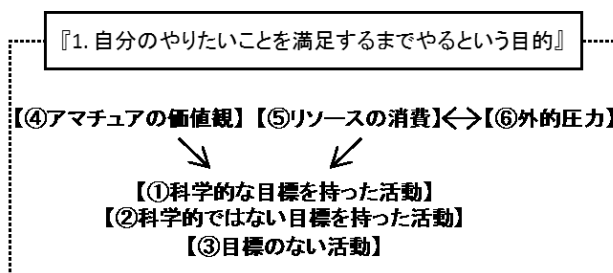 『1. 自分のやりたいことを満足するまでやるという目的』
【④アマチュアの価値観】【⑤リソースの消費】<->【⑥外的圧力】
【①科学的な目標を持った活動】
【②科学的ではない目標を持った活動】
【③目標のない活動】